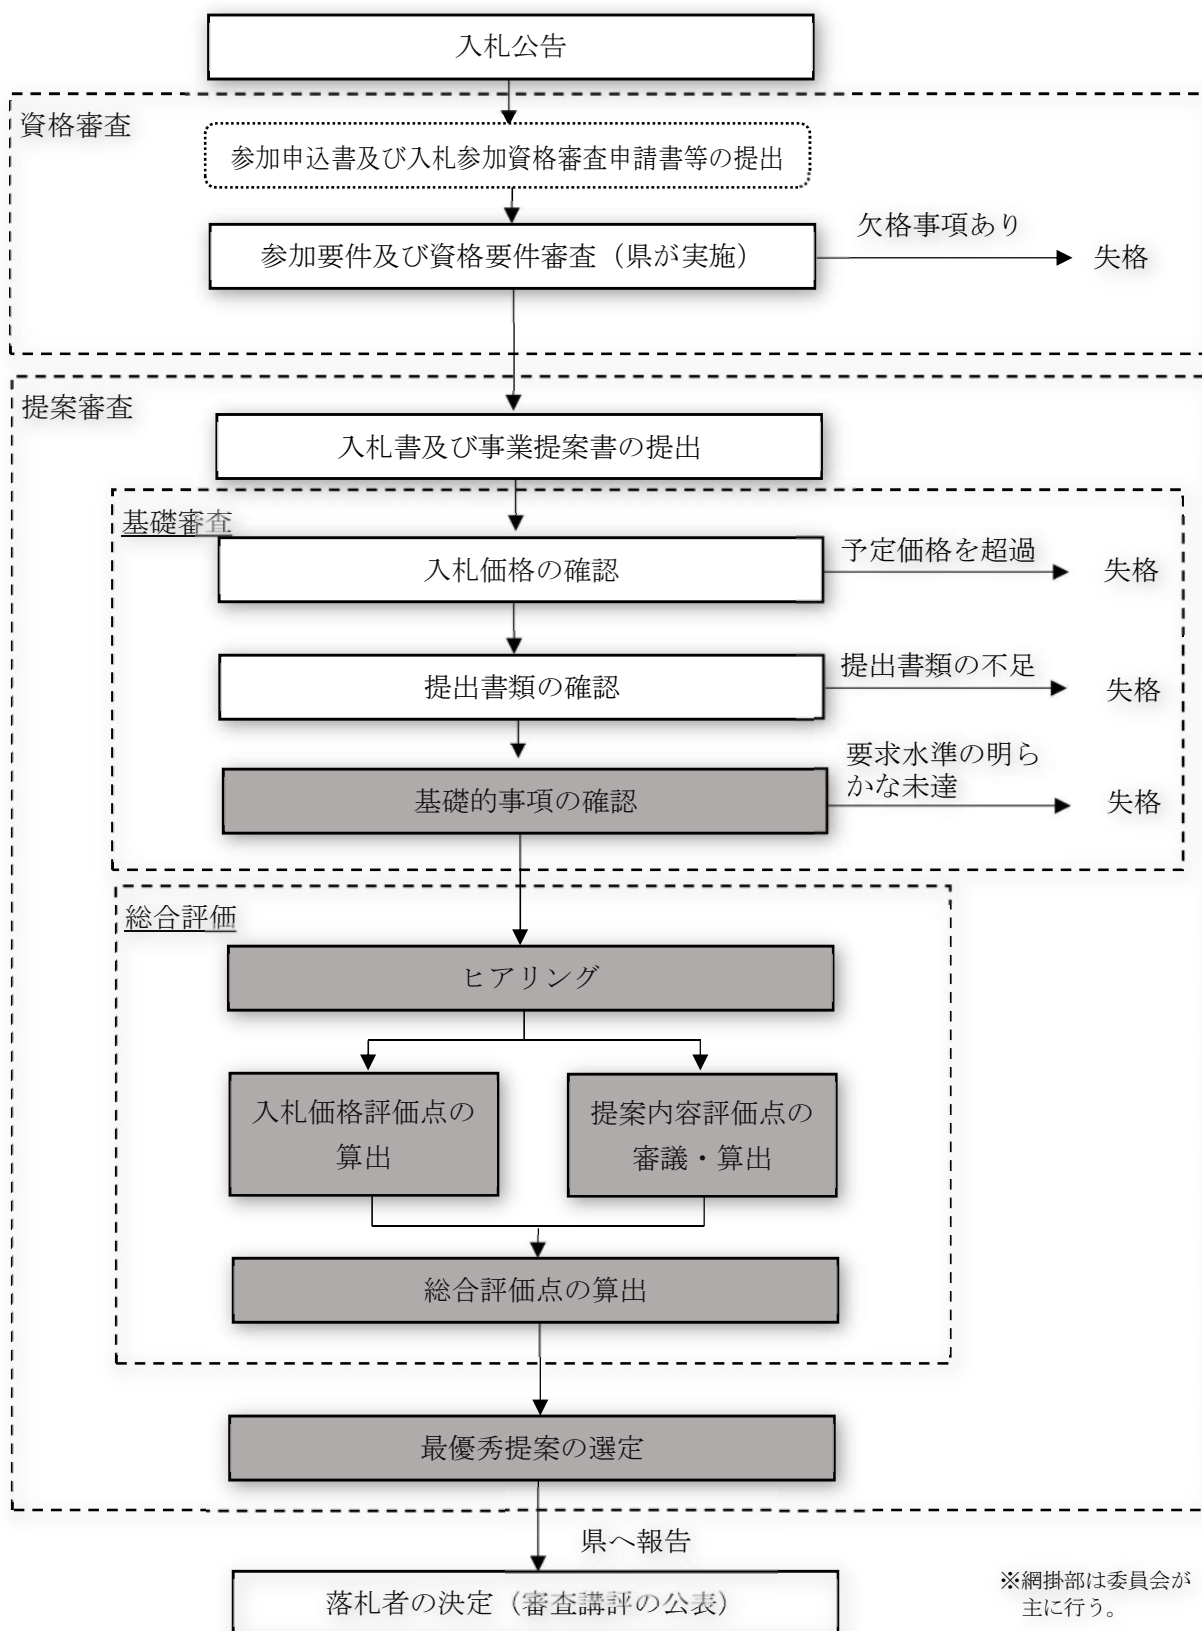 入札公告
資格審査
参加申込書及び入札参加資格審査申請書等の提出
参加要件及び資格要件審査（県が実施）
欠格事項あり
失格
提案審査
入札書及び事業提案書の提出
基礎審査
入札価格の確認
予定価格を超過
失格
提出書類の確認
提出書類の不足
失格
基礎的事項の確認
要求水準の明ら
かな未達
失格
総合評価
ヒアリング
入札価格評価点の
算出
提案内容評価点の
審議・算出
総合評価点の算出
最優秀提案の選定
県へ報告
落札者の決定（審査講評の公表）
※網掛部は委員会が
主に行う。